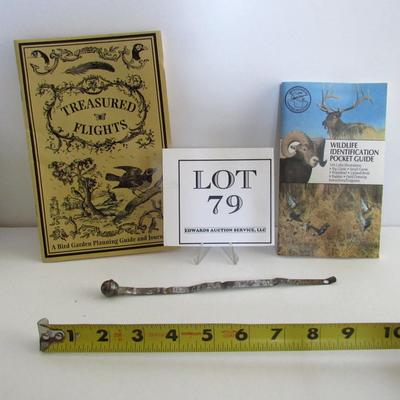 TREASURED
FLIGHTS
A Bird Garden Planning Guide and
LOT
79
EDWARDS AUCTION SERVICE, LLC
WILDLIFE
IDENTIFICATION
POCKET GUIDE
1 2 3 4 5 6 7 8 9 10